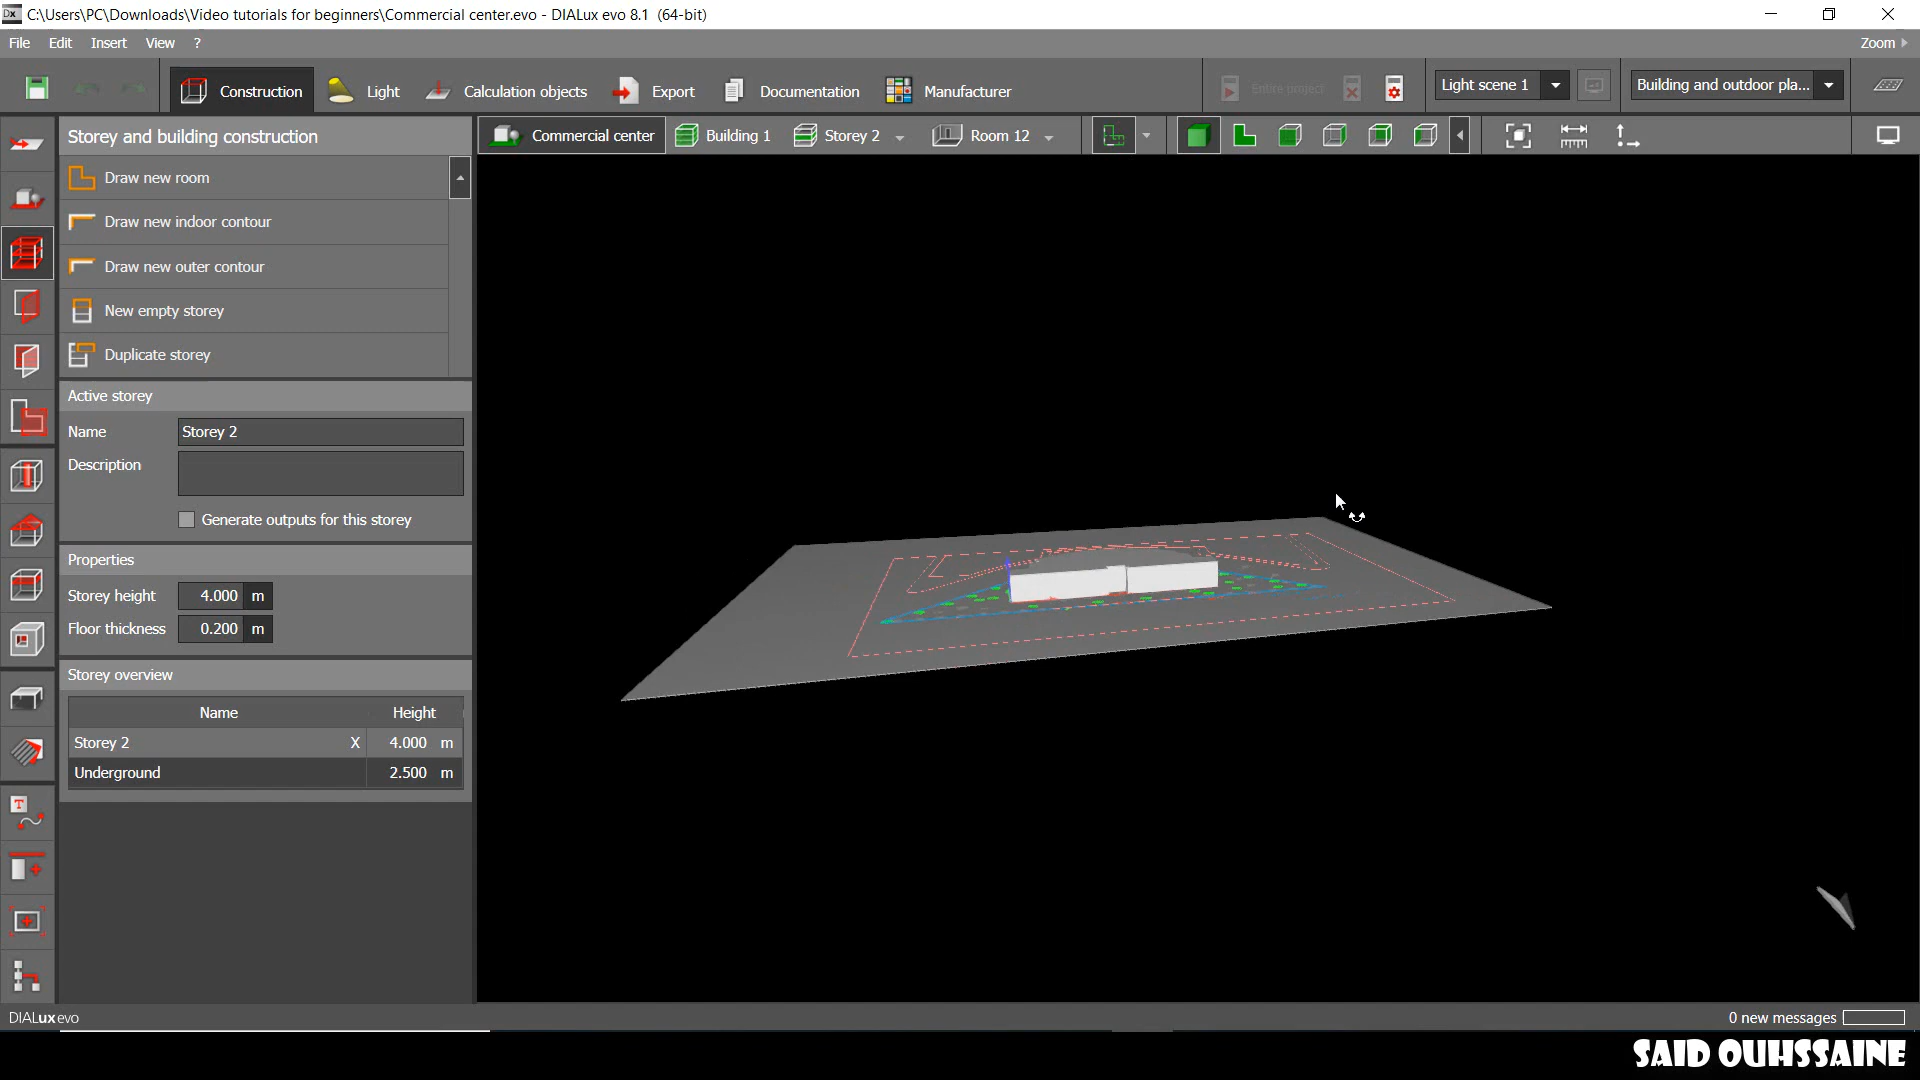 C:\Users\PC\Downloads\Video tutorials for beginners\Commercial center.evo - DIALux evo 8.1 (64-bit)
File Edit Insert View ? Zoom
Construction Light Calculation objects Export Documentation Manufacturer Entire project Light scene 1 Building and outdoor pla...
Storey and building construction
Commercial center Building 1 Storey 2 Room 12
Draw new room
Draw new indoor contour
Draw new outer contour
New empty storey
Duplicate storey
Active storey
Name Storey 2
Description
Generate outputs for this storey
Properties
Storey height 4.000 m
Floor thickness 0.200 m
Storey overview
Name Height
Storey 2 X 4.000 m
Underground 2.500 m
DIALux evo
0 new messages
SAID OUHSSAINE